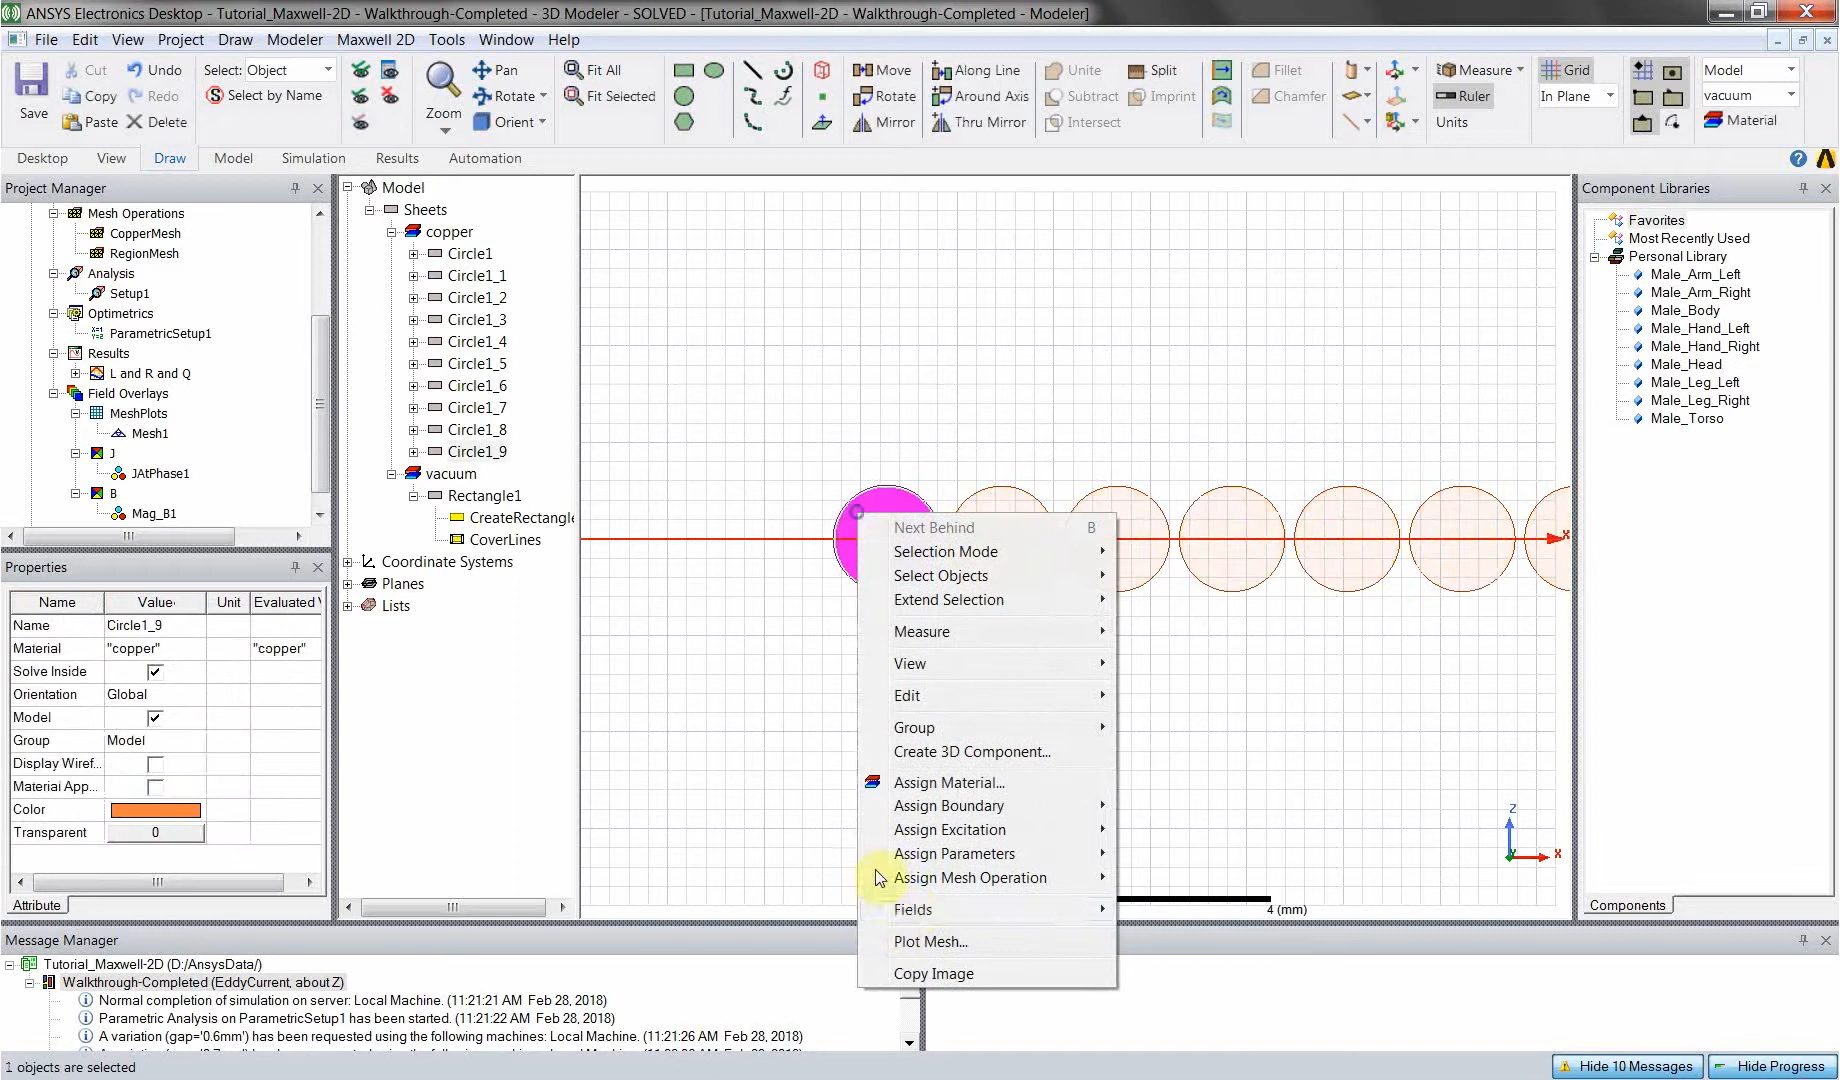 ANSYS Electronics Desktop - Tutorial_Maxwell-2D - Walkthrough-Completed - 3D Modeler - SOLVED - [Tutorial_Maxwell-2D - Walkthrough-Completed - Modeler]
File Edit View Project Draw Modeler Maxwell 2D Tools Window Help
Save
Cut
Copy
Paste
Undo
Redo
Delete
Select: Object
Select by Name
Zoom
Pan
Rotate
Orient
Fit All
Fit Selected
Move
Rotate
Mirror
Along Line
Around Axis
Thru Mirror
Unite
Subtract
Intersect
Split
Imprint
Fillet
Chamfer
Measure
Ruler
Units
Grid
In Plane
Model
vacuum
Material
Desktop View Draw Model Simulation Results Automation
Project Manager
Mesh Operations
CopperMesh
RegionMesh
Analysis
Setup1
Optimetrics
ParametricSetup1
Results
L and R and Q
Field Overlays
MeshPlots
Mesh1
J
JAtPhase1
B
Mag_B1
Properties
Name Value Unit Evaluated V
Name Circle1_9
Material "copper" "copper"
Solve Inside
Orientation Global
Model
Group Model
Display Wiref...
Material App...
Color
Transparent 0
Attribute
Model
Sheets
copper
Circle1
Circle1_1
Circle1_2
Circle1_3
Circle1_4
Circle1_5
Circle1_6
Circle1_7
Circle1_8
Circle1_9
vacuum
Rectangle1
CreateRectangle
CoverLines
Coordinate Systems
Planes
Lists
X
Next Behind B
Selection Mode
Select Objects
Extend Selection
Measure
View
Edit
Group
Create 3D Component...
Assign Material...
Assign Boundary
Assign Excitation
Assign Parameters
Assign Mesh Operation
Fields
Plot Mesh...
Copy Image
Z
Y
X
4 (mm)
Component Libraries
Favorites
Most Recently Used
Personal Library
Male_Arm_Left
Male_Arm_Right
Male_Body
Male_Hand_Left
Male_Hand_Right
Male_Head
Male_Leg_Left
Male_Leg_Right
Male_Torso
Components
Message Manager
Tutorial_Maxwell-2D (D:/AnsysData/)
Walkthrough-Completed (EddyCurrent, about Z)
Normal completion of simulation on server: Local Machine. (11:21:21 AM Feb 28, 2018)
Parametric Analysis on ParametricSetup1 has been started. (11:21:22 AM Feb 28, 2018)
A variation (gap='0.6mm') has been requested using the following machines: Local Machine. (11:21:26 AM Feb 28, 2018)
1 objects are selected
Hide 10 Messages
Hide Progress